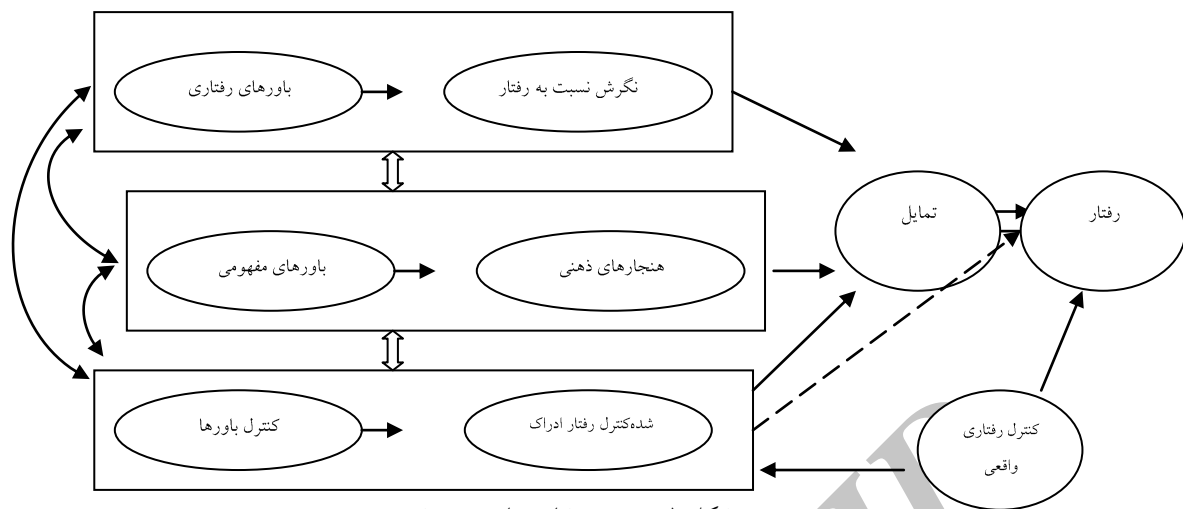 باورهای رفتاری
نگرش نسبت به رفتار
تمایل
رفتار
باورهای مفهومی
هنجارهای ذهنی
کنترل باورها
شده‌کنترل رفتار ادراک
کنترل رفتاری
واقعی